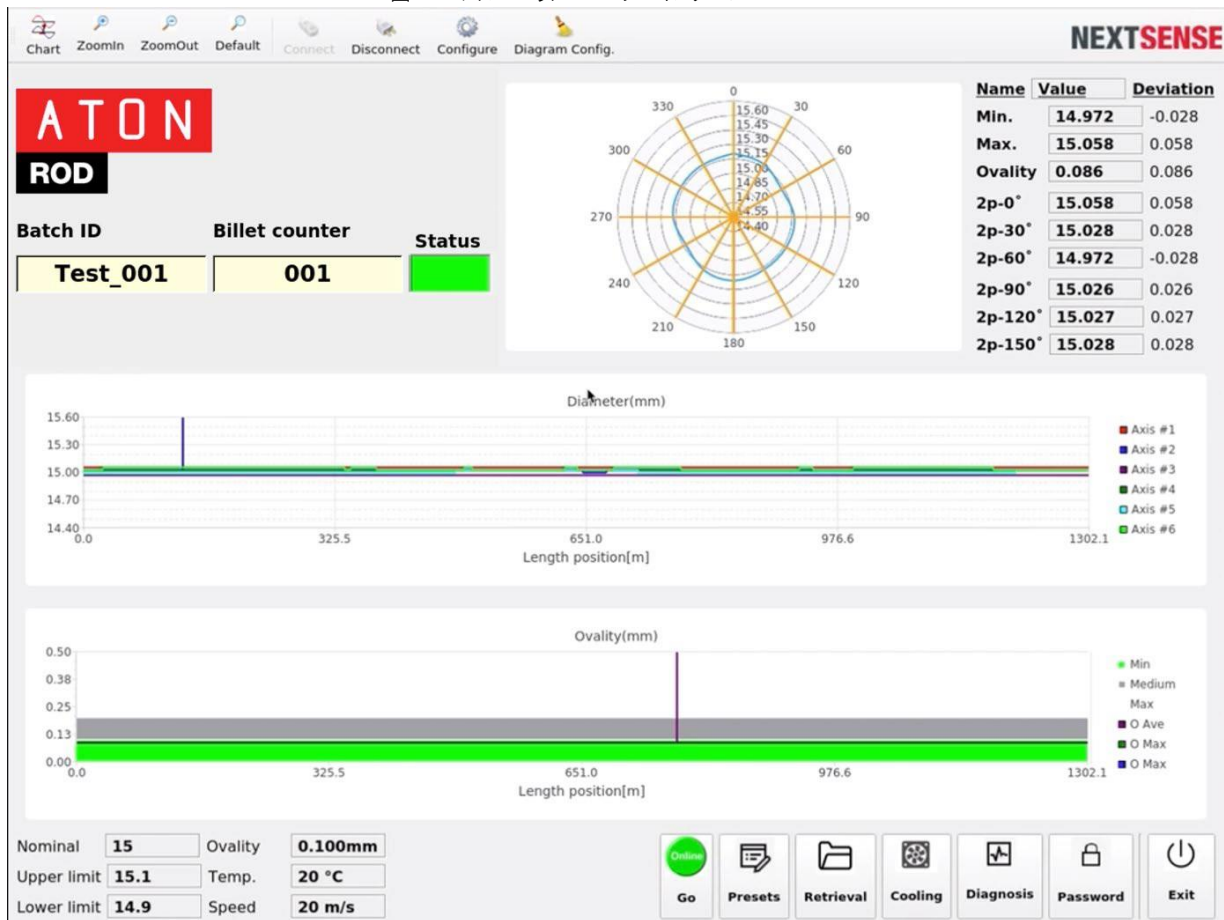 Chart ZoomIn ZoomOut Default Connect Disconnect Configure Diagram Config.
NEXTSENSE
ATON
ROD
Batch ID Billet counter Status
Test_001 001
0
330 30
300 60
270 90
240 120
210 150
180
15.60
15.45
15.30
15.15
15.00
14.85
14.70
14.55
14.40
Name Value Deviation
Min. 14.972 -0.028
Max. 15.058 0.058
Ovality 0.086 0.086
2p-0° 15.058 0.058
2p-30° 15.028 0.028
2p-60° 14.972 -0.028
2p-90° 15.026 0.026
2p-120° 15.027 0.027
2p-150° 15.028 0.028
Diameter(mm)
15.60
15.30
15.00
14.70
14.40
0.0 325.5 651.0 976.6 1302.1
Length position[m]
Axis #1
Axis #2
Axis #3
Axis #4
Axis #5
Axis #6
Ovality(mm)
0.50
0.38
0.25
0.13
0.00
0.0 325.5 651.0 976.6 1302.1
Length position[m]
Min
Medium
Max
O Ave
O Max
O Max
Nominal 15 Ovality 0.100mm
Upper limit 15.1 Temp. 20 °C
Lower limit 14.9 Speed 20 m/s
Online
Go Presets Retrieval Cooling Diagnosis Password Exit